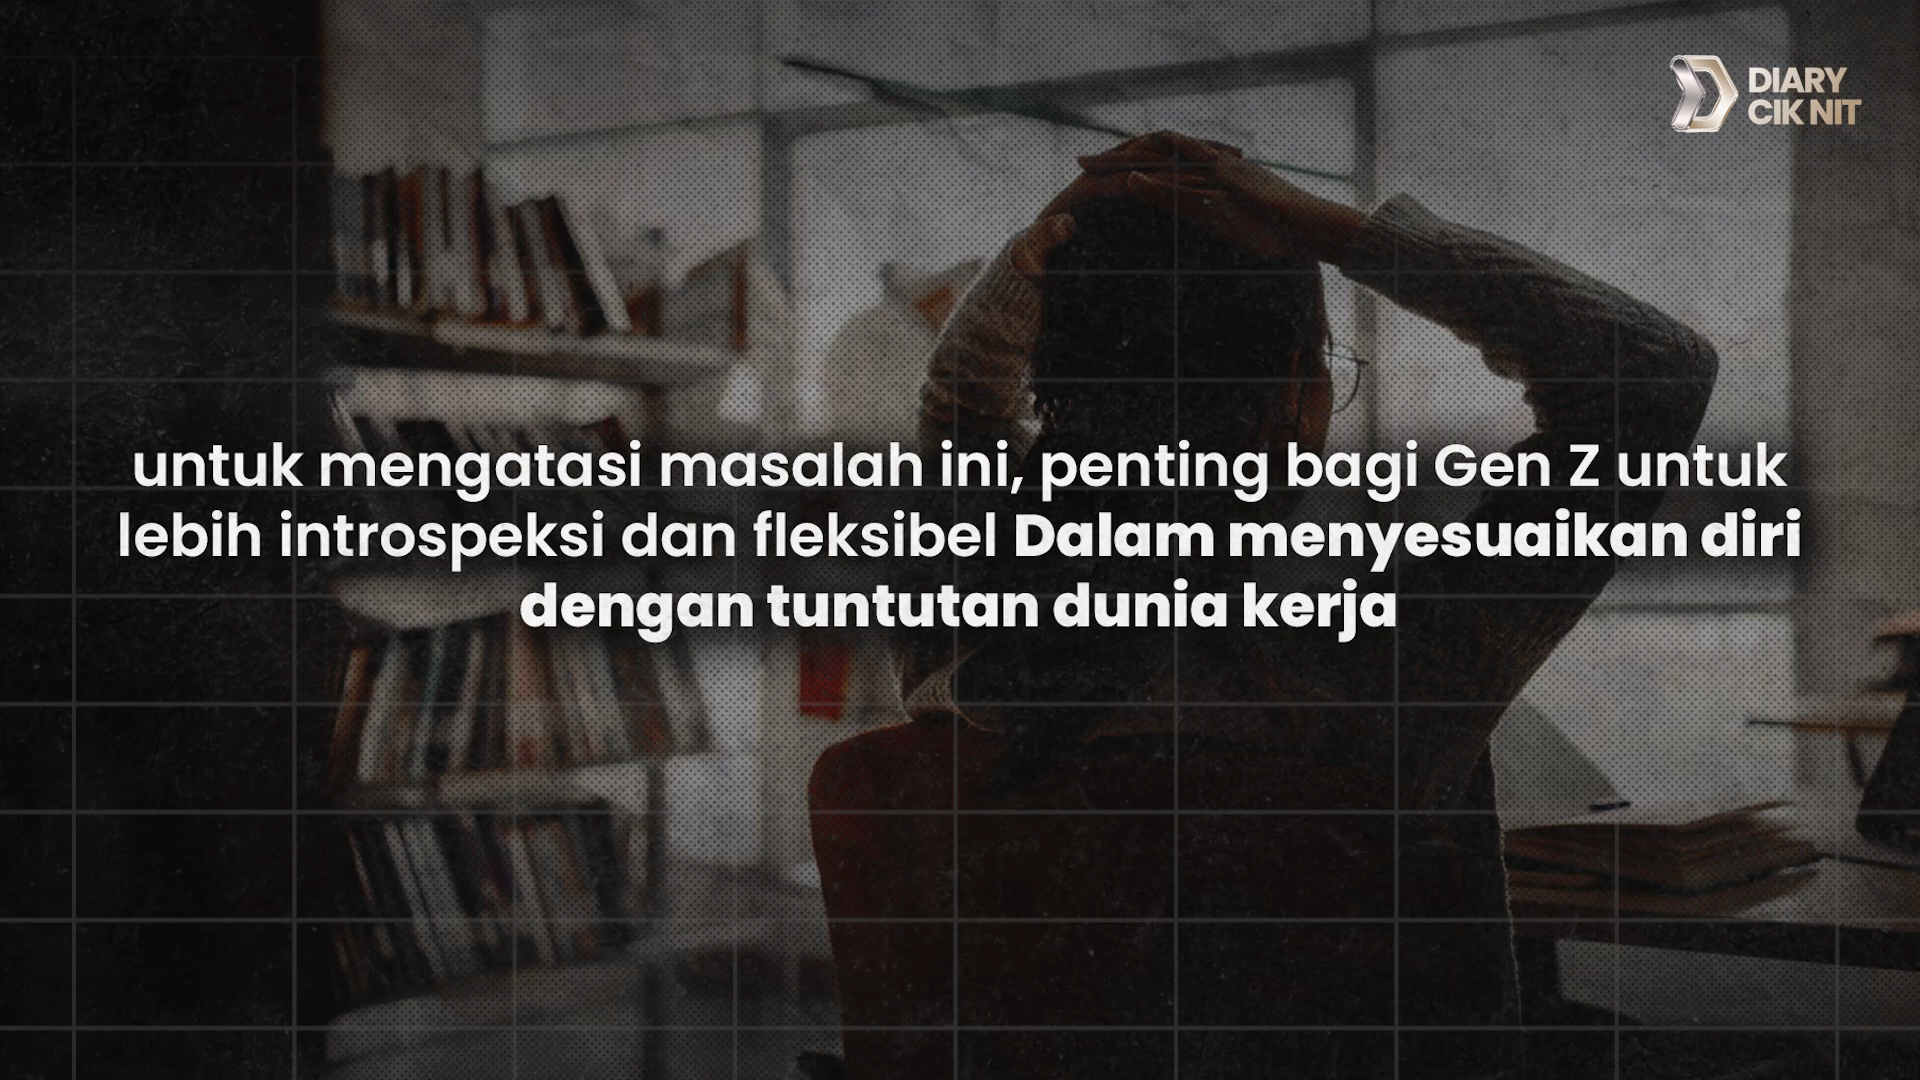 DIARY
CIK NIT
untuk mengatasi masalah ini, penting bagi Gen Z untuk
lebih introspeksi dan fleksibel Dalam menyesuaikan diri
dengan tuntutan dunia kerja